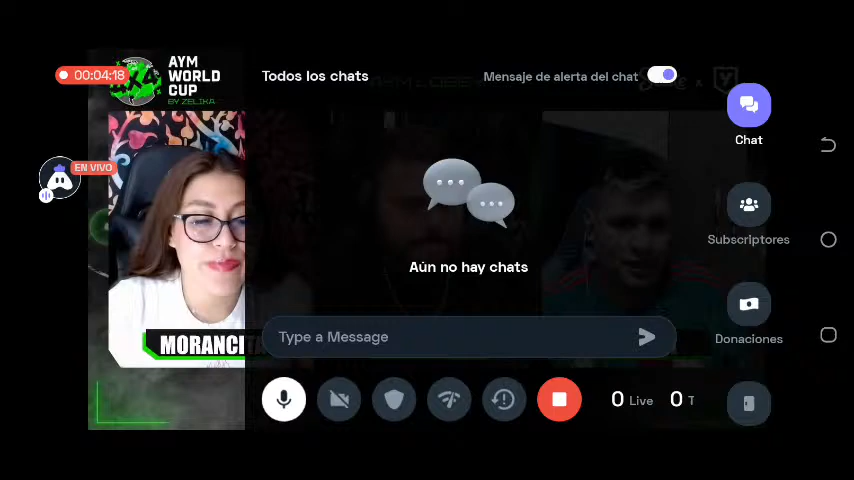 00:04:18
AYM
WORLD
CUP
BY ZELIKA
Todos los chats
Mensaje de alerta del chat
Chat
EN VIVO
Subscriptores
Aún no hay chats
MORANCITA
Type a Message
Donaciones
0 Live
0 T